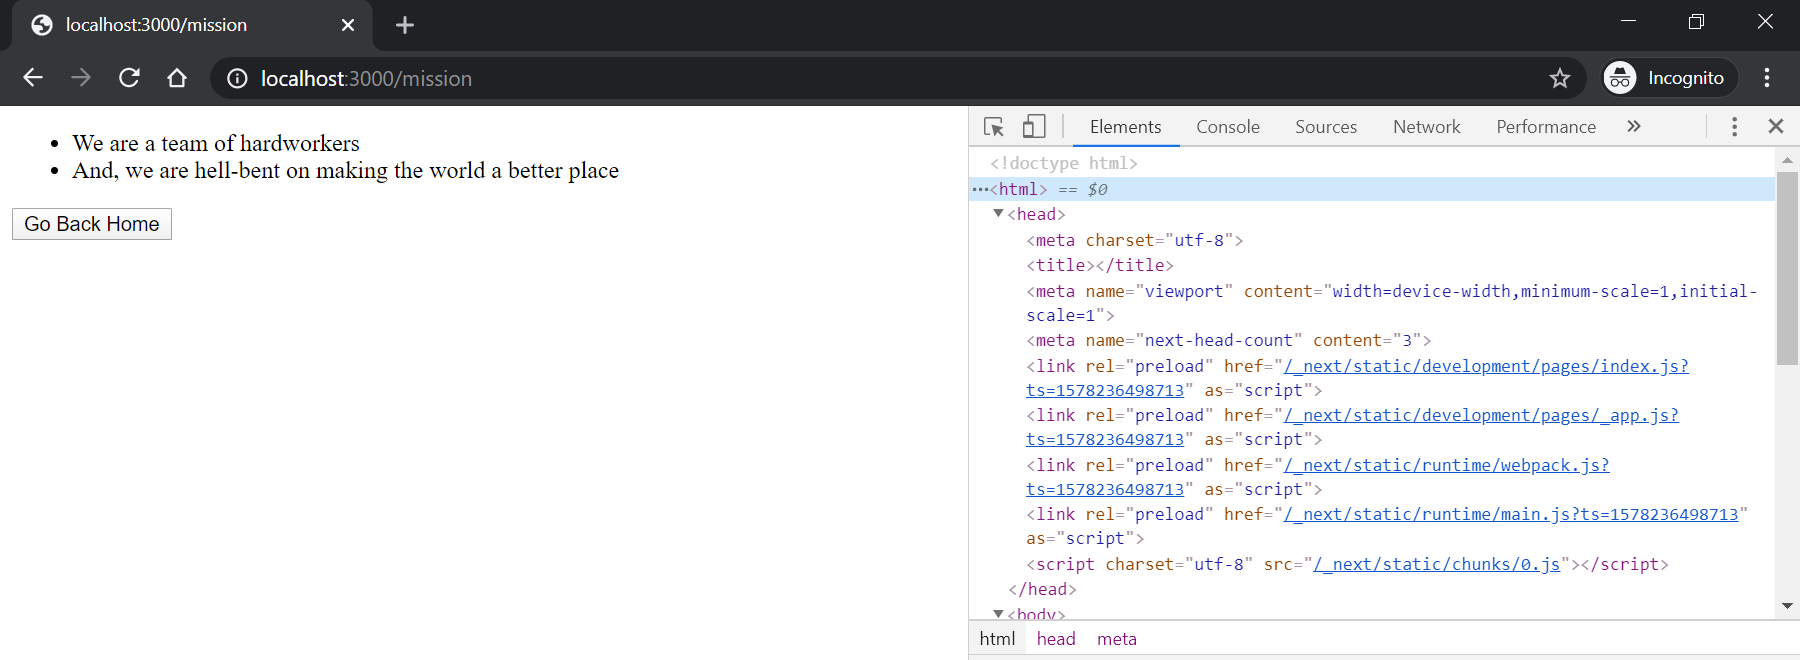 localhost:3000/mission
localhost:3000/mission
Incognito
We are a team of hardworkers
And, we are hell-bent on making the world a better place
Go Back Home
Elements Console Sources Network Performance
<!doctype html>
<html> == $0
<head>
<meta charset="utf-8">
<title></title>
<meta name="viewport" content="width=device-width,minimum-scale=1,initial-
scale=1">
<meta name="next-head-count" content="3">
<link rel="preload" href="/_next/static/development/pages/index.js?
ts=1578236498713" as="script">
<link rel="preload" href="/_next/static/development/pages/_app.js?
ts=1578236498713" as="script">
<link rel="preload" href="/_next/static/runtime/webpack.js?
ts=1578236498713" as="script">
<link rel="preload" href="/_next/static/runtime/main.js?ts=1578236498713"
as="script">
<script charset="utf-8" src="/_next/static/chunks/0.js"></script>
</head>
<body>
html head meta